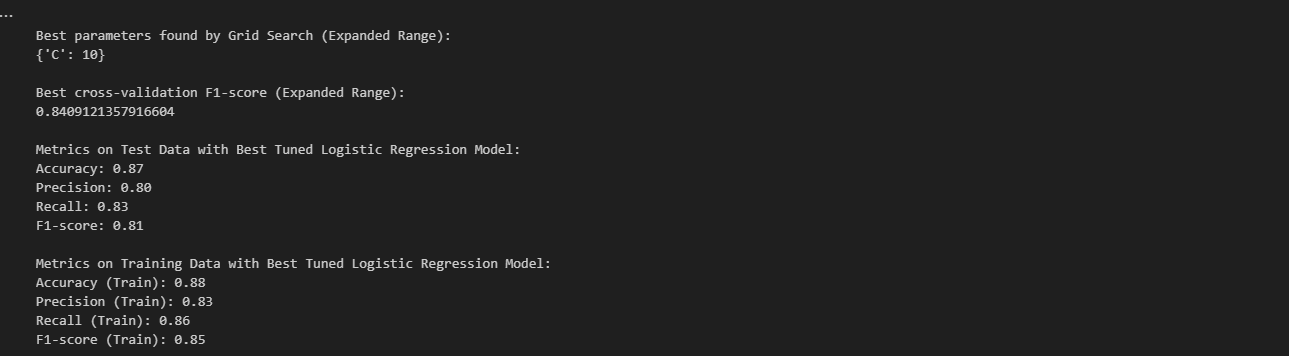 ...
Best parameters found by Grid Search (Expanded Range):
{'C': 10}
Best cross-validation F1-score (Expanded Range):
0.8409121357916604
Metrics on Test Data with Best Tuned Logistic Regression Model:
Accuracy: 0.87
Precision: 0.80
Recall: 0.83
F1-score: 0.81
Metrics on Training Data with Best Tuned Logistic Regression Model:
Accuracy (Train): 0.88
Precision (Train): 0.83
Recall (Train): 0.86
F1-score (Train): 0.85